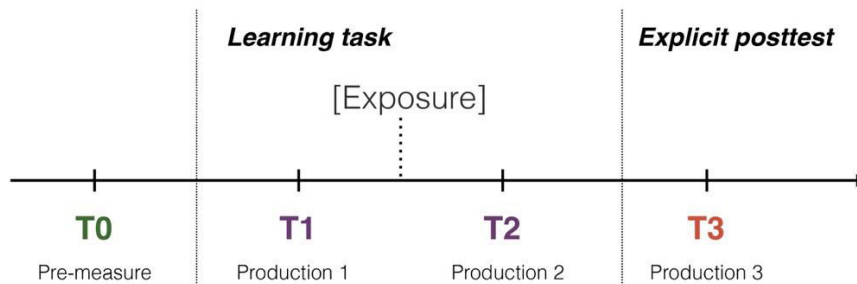 Learning task
Explicit posttest
[Exposure]
T0
T1
T2
T3
Pre-measure
Production 1
Production 2
Production 3